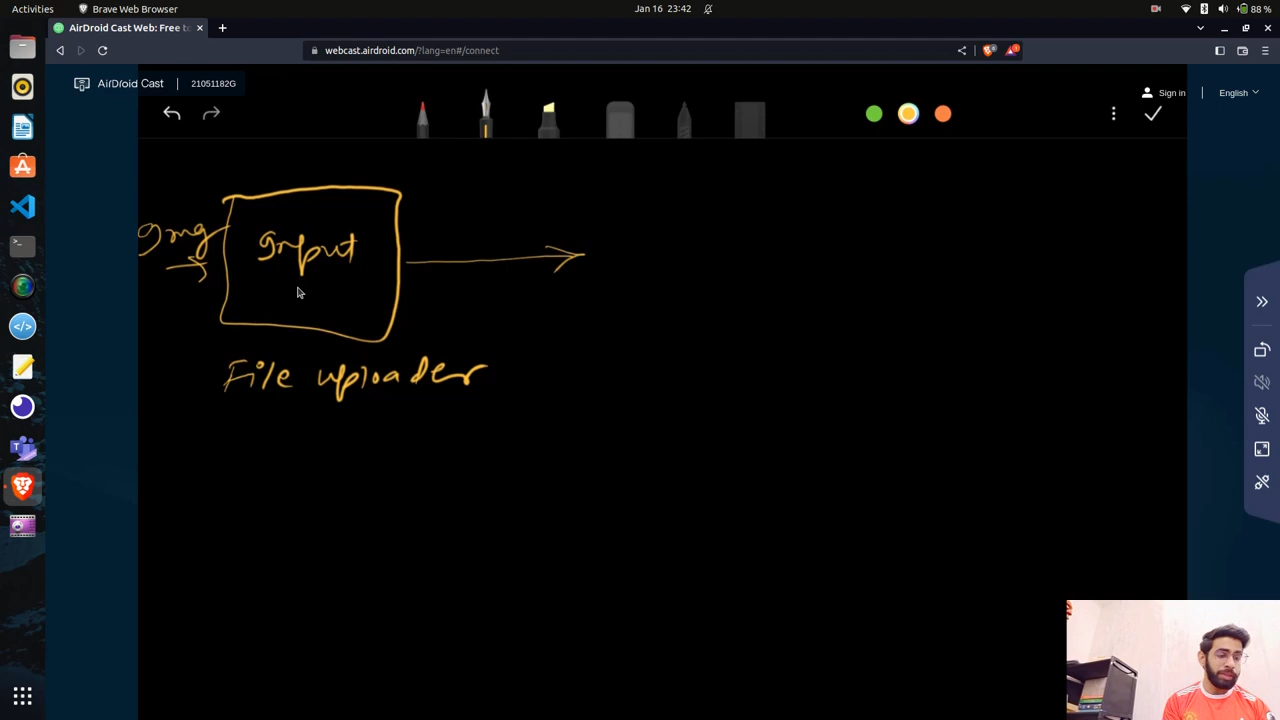 Activities
Brave Web Browser
Jan 16 23:42
88 %
AirDroid Cast Web: Free to
webcast.airdroid.com/?lang=en#/connect
AirDroid Cast
21051182G
Sign in
English
Img
Input
File uploader